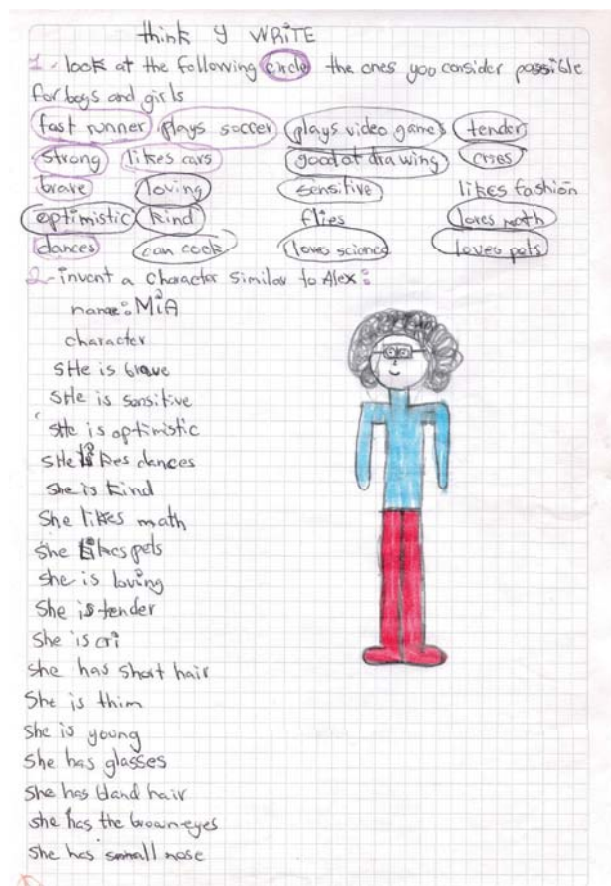 think y WRiTE
1- look at the following circle the ones you consider possible
for boys and girls
fast runner plays soccer plays video games tender
strong likes cars good at drawing cries
brave loving sensitive likes fashion
optimistic kind flies loves math
dances can cook loves science loves pets
2- invent a character similar to Alex:
name: MiA
character
SHe is brave
SHe is sensitive
SHe is optimistic
SHe likes dances
She is kind
She likes math
She likes pets
She is loving
She is tender
She is cri
she has short hair
She is thim
she is young
She has glasses
She has bland hair
she has the brown eyes
She has small nose